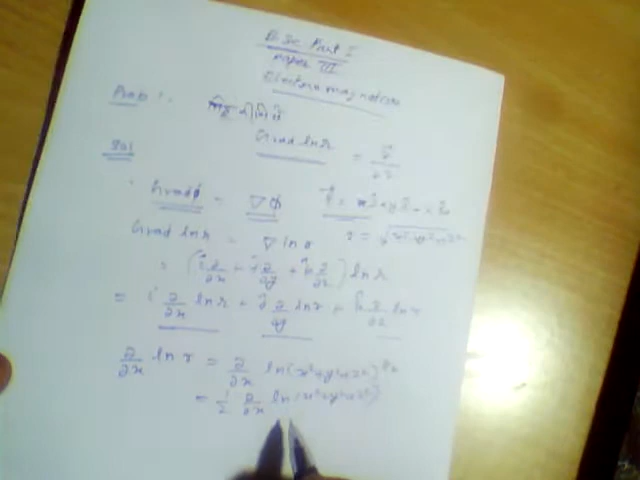 B.Sc Part I
Paper III
Electromagnetism
Prob :-
सिद्ध कीजिये
Grad ln r = r⃗/r²
Sol
Grad φ = ∇φ r⃗ = xî + yĵ + z k̂
Grad ln r = ∇ ln r r = √x²+y²+z²
= (î ∂/∂x + ĵ ∂/∂y + k̂ ∂/∂z) ln r
= î ∂/∂x ln r + ĵ ∂/∂y ln r + k̂ ∂/∂z ln r
∂/∂x ln r = ∂/∂x ln (x²+y²+z²)^1/2
= 1/2 ∂/∂x ln (x²+y²+z²)